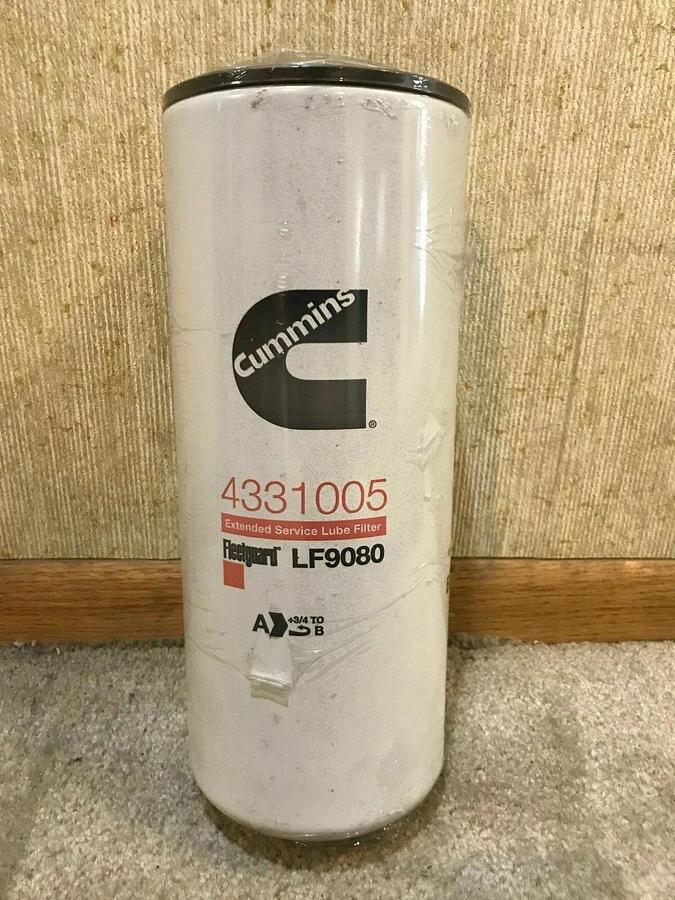 Cummins
®
4331005
Extended Service Lube Filter
Fleetguard LF9080
A +3/4 TO B